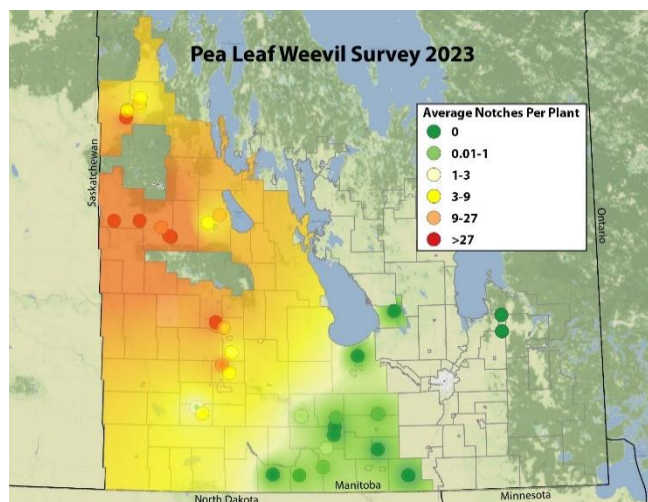 Pea Leaf Weevil Survey 2023
Average Notches Per Plant
0
0.01-1
1-3
3-9
9-27
>27
Saskatchewan
Ontario
Manitoba
North Dakota
Minnesota